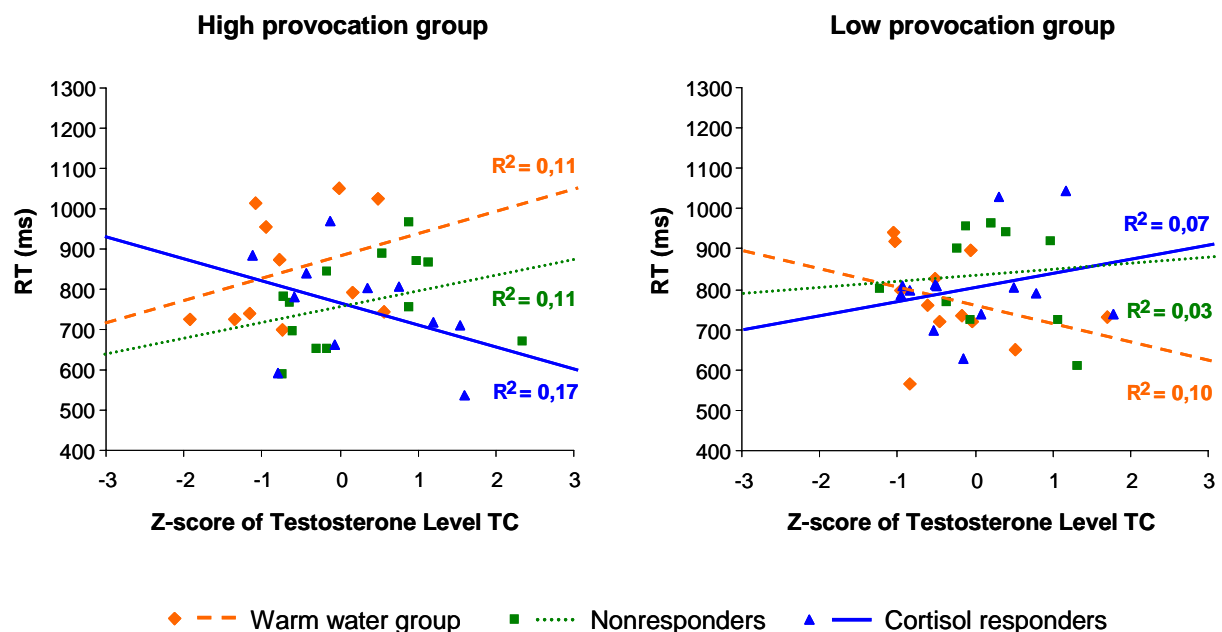 High provocation group
1300
1200
1100
1000
900
800
700
600
500
400
RT (ms)
-3
-2
-1
0
1
2
3
Z-score of Testosterone Level TC
R² = 0,11
R² = 0,11
R² = 0,17
Low provocation group
1300
1200
1100
1000
900
800
700
600
500
400
RT (ms)
-3
-2
-1
0
1
2
3
Z-score of Testosterone Level TC
R² = 0,07
R² = 0,03
R² = 0,10
Warm water group
Nonresponders
Cortisol responders